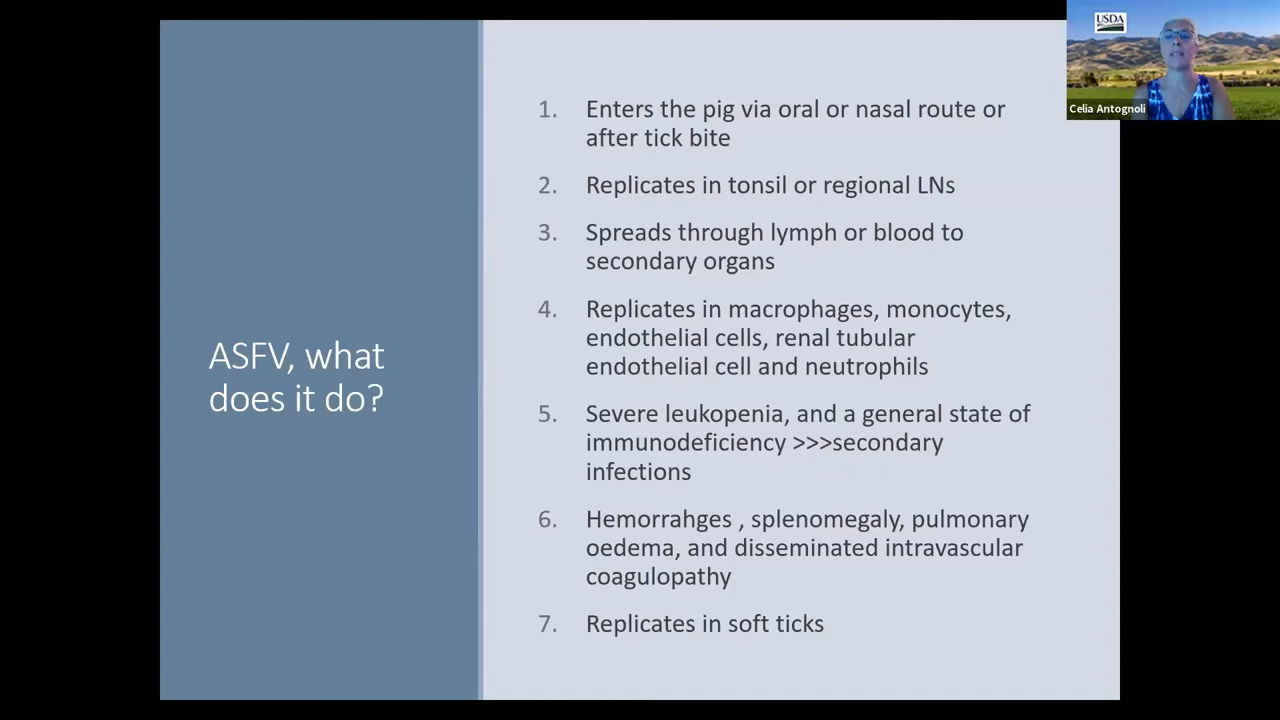 USDA
Celia Antognoli
ASFV, what
does it do?
1. Enters the pig via oral or nasal route or
after tick bite
2. Replicates in tonsil or regional LNs
3. Spreads through lymph or blood to
secondary organs
4. Replicates in macrophages, monocytes,
endothelial cells, renal tubular
endothelial cell and neutrophils
5. Severe leukopenia, and a general state of
immunodeficiency >>>secondary
infections
6. Hemorrahges , splenomegaly, pulmonary
oedema, and disseminated intravascular
coagulopathy
7. Replicates in soft ticks